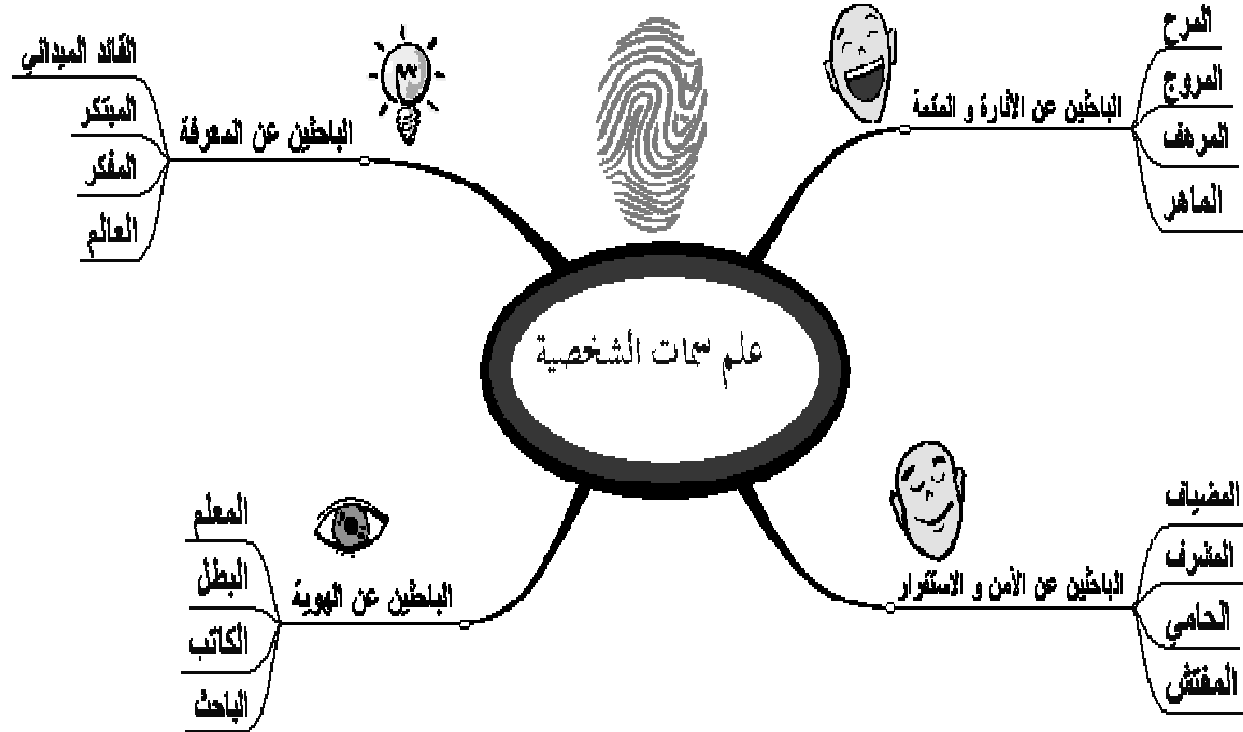 علم سمات الشخصية
الباحثين عن الأثارة و المتعة
المرح
المروج
المرهف
الماهر
الباحثين عن الأمن و الاستقرار
المضياف
المشرف
الحامي
المفتش
الباحثين عن المعرفة
القائد الميداني
المبتكر
المفكر
العالم
الباحثين عن الهوية
المعلم
البطل
الكاتب
الباحث